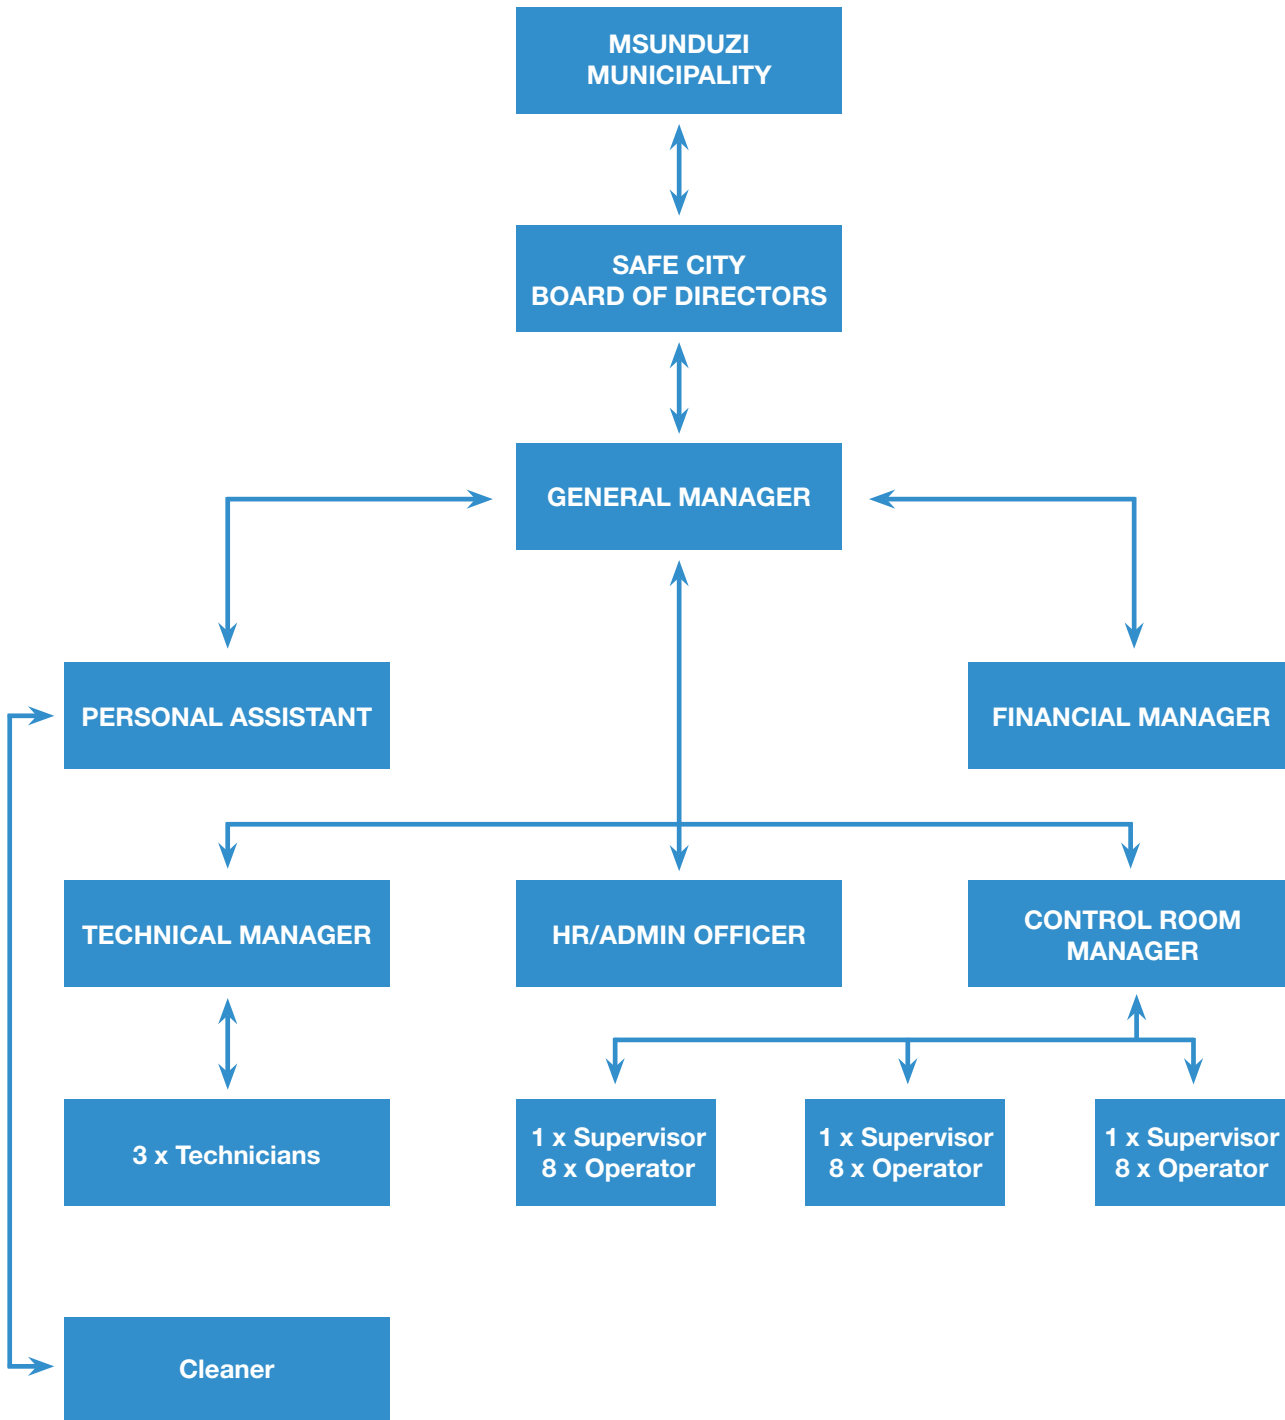 MSUNDUZI
MUNICIPALITY
SAFE CITY
BOARD OF DIRECTORS
GENERAL MANAGER
PERSONAL ASSISTANT
FINANCIAL MANAGER
TECHNICAL MANAGER
HR/ADMIN OFFICER
CONTROL ROOM
MANAGER
3 x Technicians
1 x Supervisor
8 x Operator
1 x Supervisor
8 x Operator
1 x Supervisor
8 x Operator
Cleaner